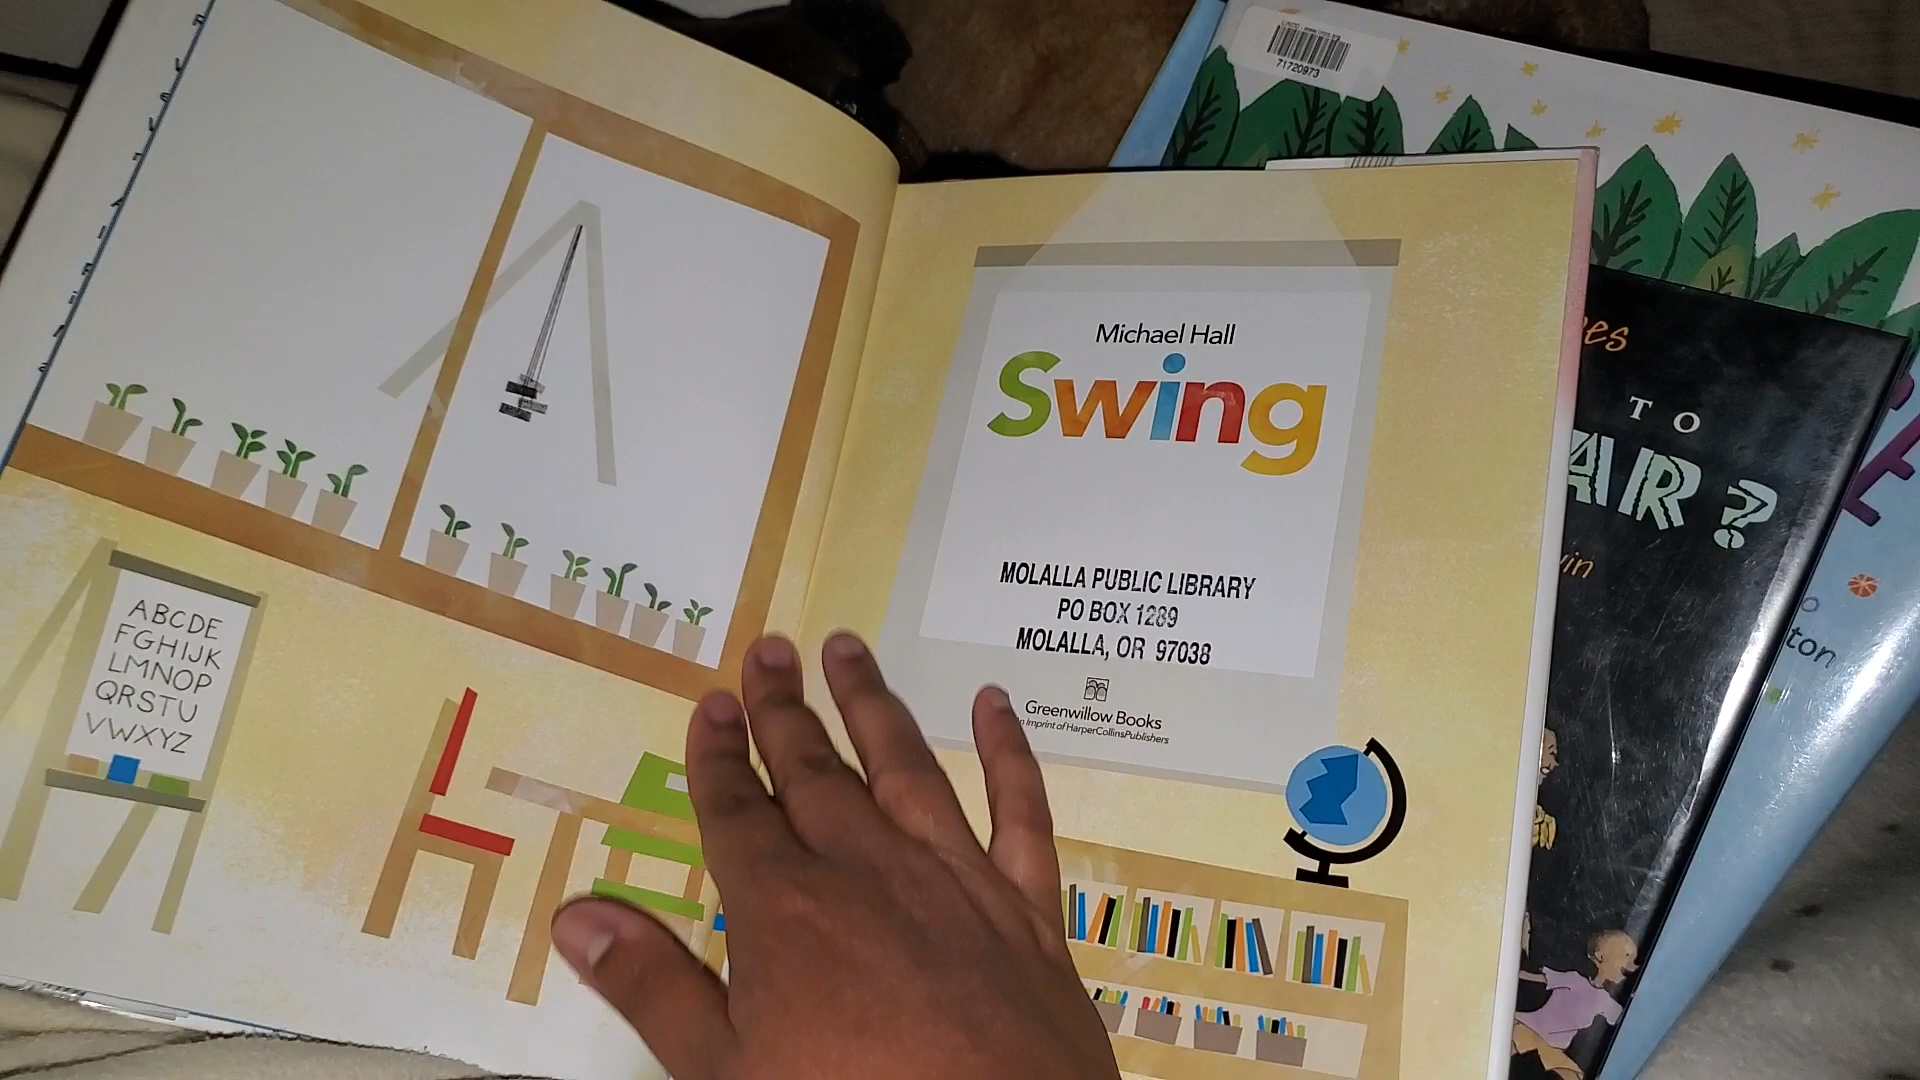 ABCDE
FGHIJK
LMNOP
QRSTU
VWXYZ
Michael Hall
Swing
MOLALLA PUBLIC LIBRARY
PO BOX 1289
MOLALLA, OR 97038
Greenwillow Books
An Imprint of HarperCollinsPublishers
71720973
TO
AR?
ton